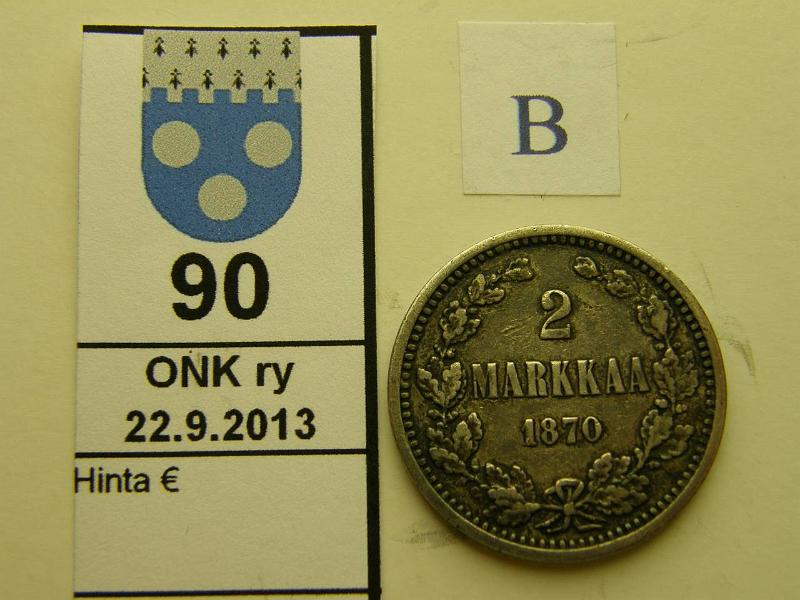 90
ONK ry
22.9.2013
Hinta €
B
2
MARKKAA
1870